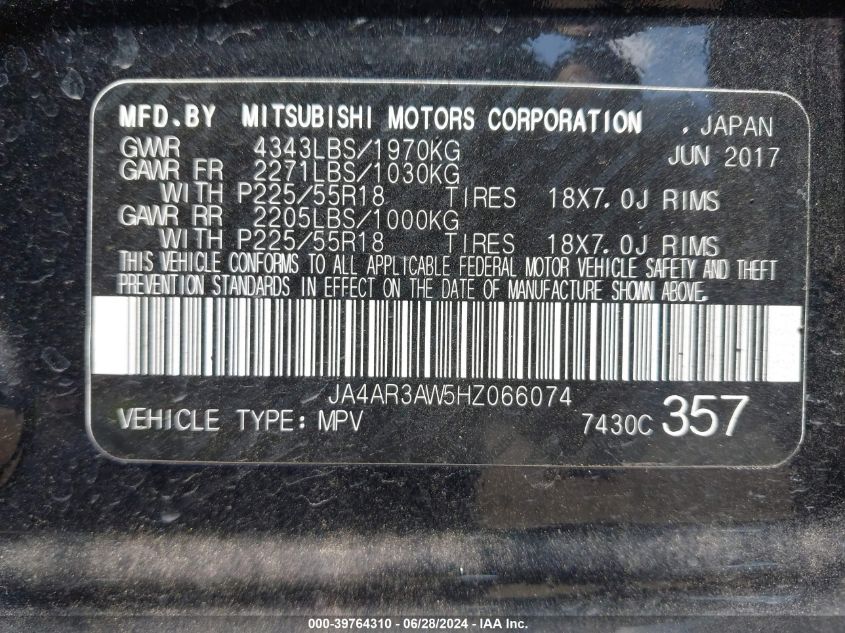 MFD.BY MITSUBISHI MOTORS CORPORATION , JAPAN
GVWR 4343LBS/1970KG JUN 2017
GAWR FR 2271LBS/1030KG
WITH P225/55R18 TIRES 18X7.0J RIMS
GAWR RR 2205LBS/1000KG
WITH P225/55R18 TIRES 18X7.0J RIMS
THIS VEHICLE CONFORMS TO ALL APPLICABLE FEDERAL MOTOR VEHICLE SAFETY AND THEFT
PREVENTION STANDARDS IN EFFECT ON THE DATE OF MANUFACTURE SHOWN ABOVE.
JA4AR3AW5HZ066074
VEHICLE TYPE: MPV 7430C 357
000-39764310 / 06/28/2024 - IAA Inc.